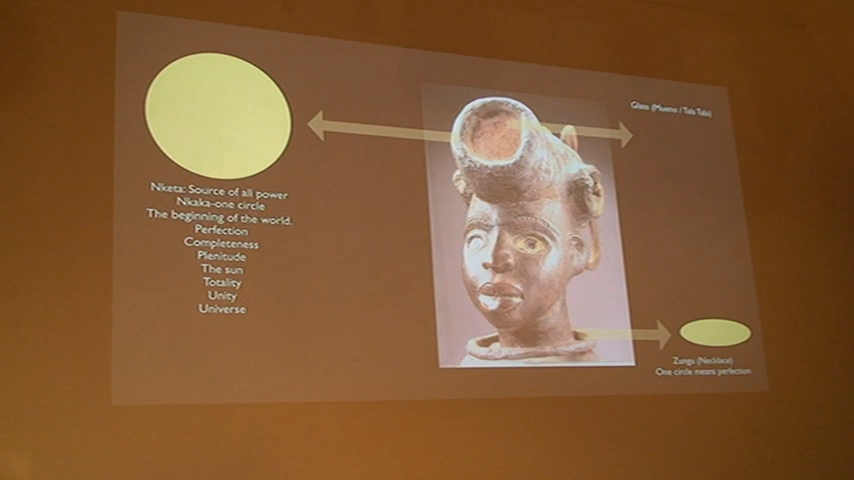 Nketa: Source of all power
Nkaka-one circle
The beginning of the world.
Perfection
Completeness
Plenitude
The sun
Totality
Unity
Universe
Glass (Mueno / Tala Tala)
Zunga (Necklace)
One circle means perfection